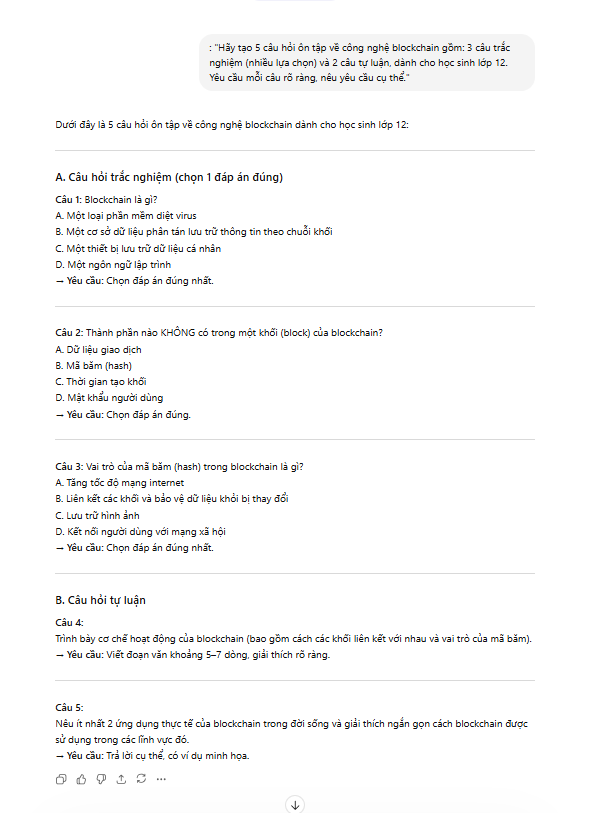 : "Hãy tạo 5 câu hỏi ôn tập về công nghệ blockchain gồm: 3 câu trắc
nghiệm (nhiều lựa chọn) và 2 câu tự luận, dành cho học sinh lớp 12.
Yêu cầu mỗi câu rõ ràng, nêu yêu cầu cụ thể."
Dưới đây là 5 câu hỏi ôn tập về công nghệ blockchain dành cho học sinh lớp 12:
A. Câu hỏi trắc nghiệm (chọn 1 đáp án đúng)
Câu 1: Blockchain là gì?
A. Một loại phần mềm diệt virus
B. Một cơ sở dữ liệu phân tán lưu trữ thông tin theo chuỗi khối
C. Một thiết bị lưu trữ dữ liệu cá nhân
D. Một ngôn ngữ lập trình
→ Yêu cầu: Chọn đáp án đúng nhất.
Câu 2: Thành phần nào KHÔNG có trong một khối (block) của blockchain?
A. Dữ liệu giao dịch
B. Mã băm (hash)
C. Thời gian tạo khối
D. Mật khẩu người dùng
→ Yêu cầu: Chọn đáp án đúng.
Câu 3: Vai trò của mã băm (hash) trong blockchain là gì?
A. Tăng tốc độ mạng internet
B. Liên kết các khối và bảo vệ dữ liệu khỏi bị thay đổi
C. Lưu trữ hình ảnh
D. Kết nối người dùng với mạng xã hội
→ Yêu cầu: Chọn đáp án đúng nhất.
B. Câu hỏi tự luận
Câu 4:
Trình bày cơ chế hoạt động của blockchain (bao gồm cách các khối liên kết với nhau và vai trò của mã băm).
→ Yêu cầu: Viết đoạn văn khoảng 5–7 dòng, giải thích rõ ràng.
Câu 5:
Nêu ít nhất 2 ứng dụng thực tế của blockchain trong đời sống và giải thích ngắn gọn cách blockchain được
sử dụng trong các lĩnh vực đó.
→ Yêu cầu: Trả lời cụ thể, có ví dụ minh họa.